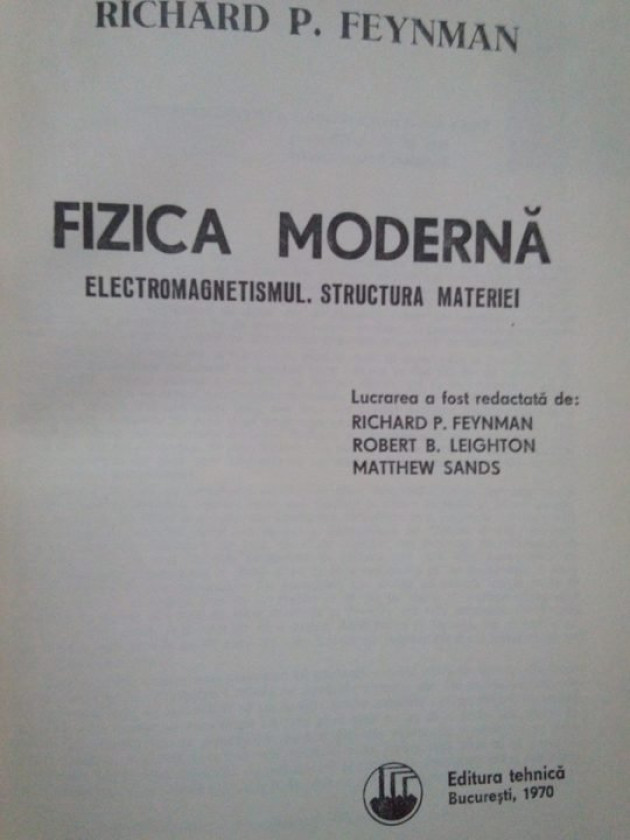 RICHARD P. FEYNMAN
FIZICA MODERNĂ
ELECTROMAGNETISMUL. STRUCTURA MATERIEI
Lucrarea a fost redactată de:
RICHARD P. FEYNMAN
ROBERT B. LEIGHTON
MATTHEW SANDS
Editura tehnică
București, 1970